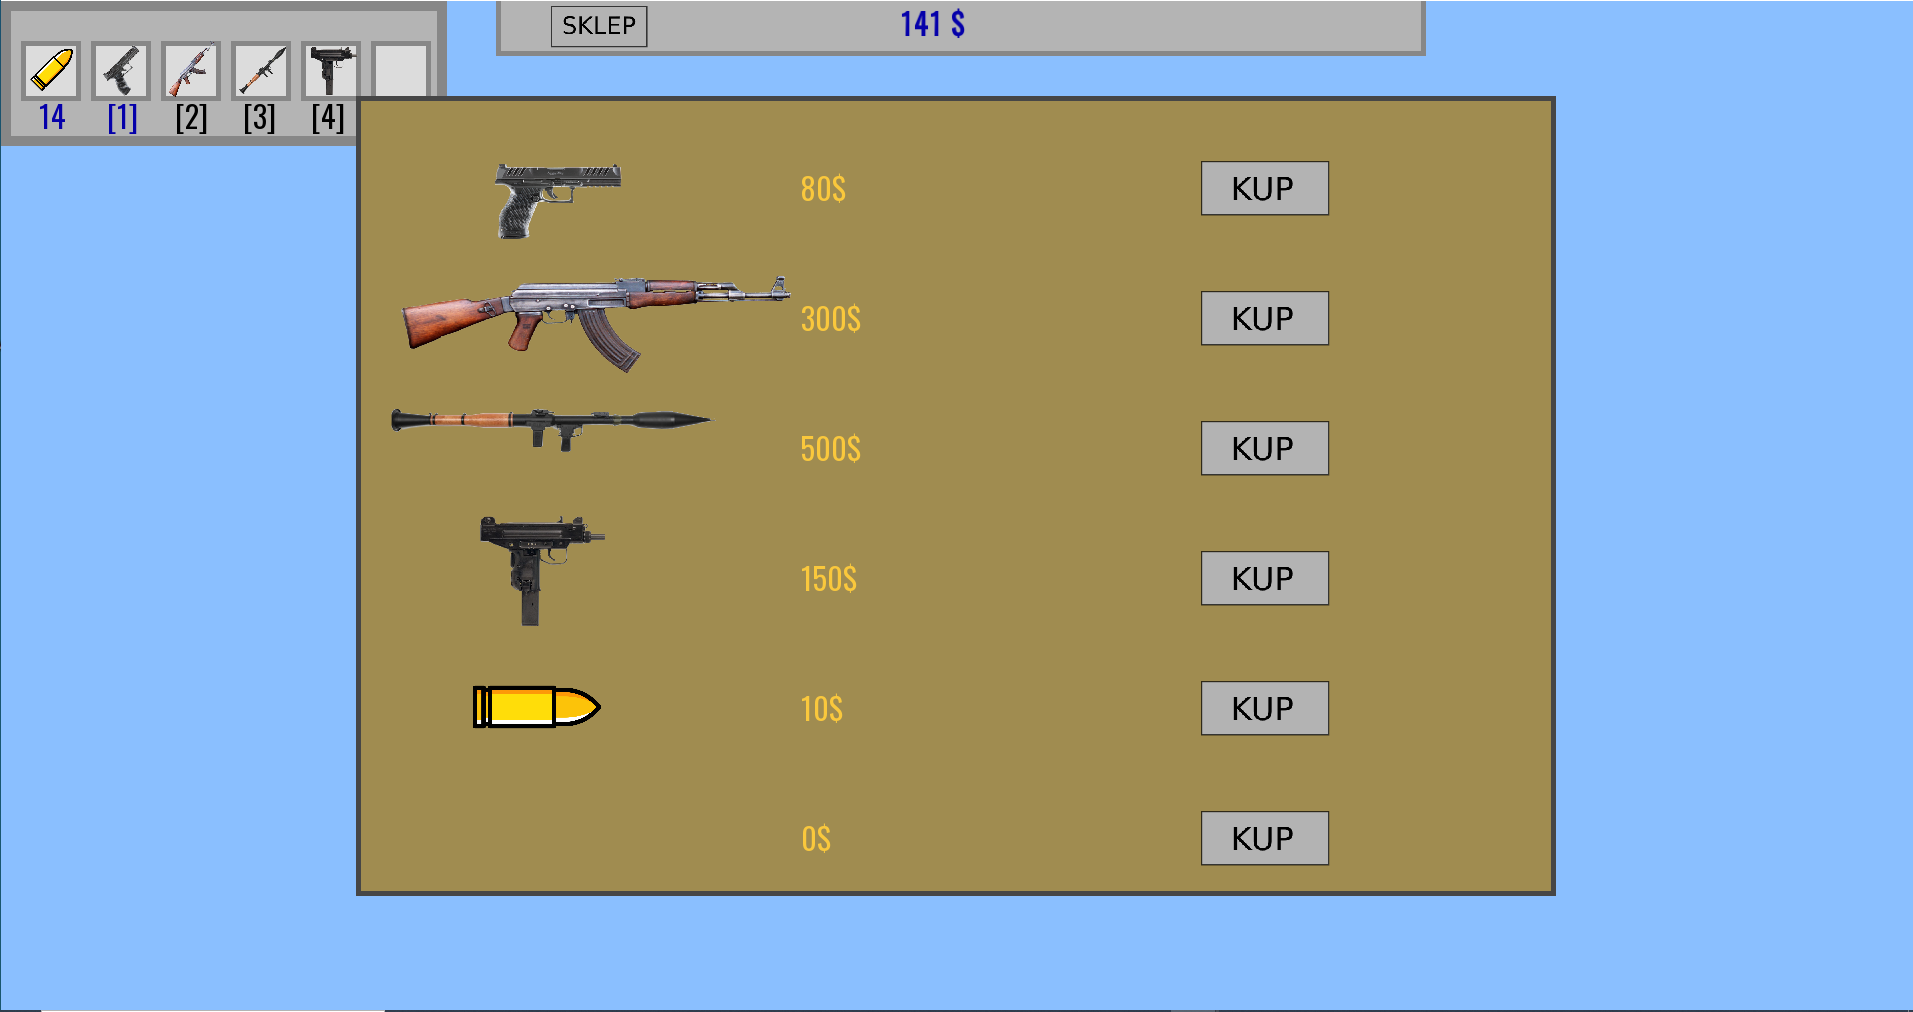 SKLEP
141 $
14 [1] [2] [3] [4]
80$ KUP
300$ KUP
500$ KUP
150$ KUP
10$ KUP
0$ KUP